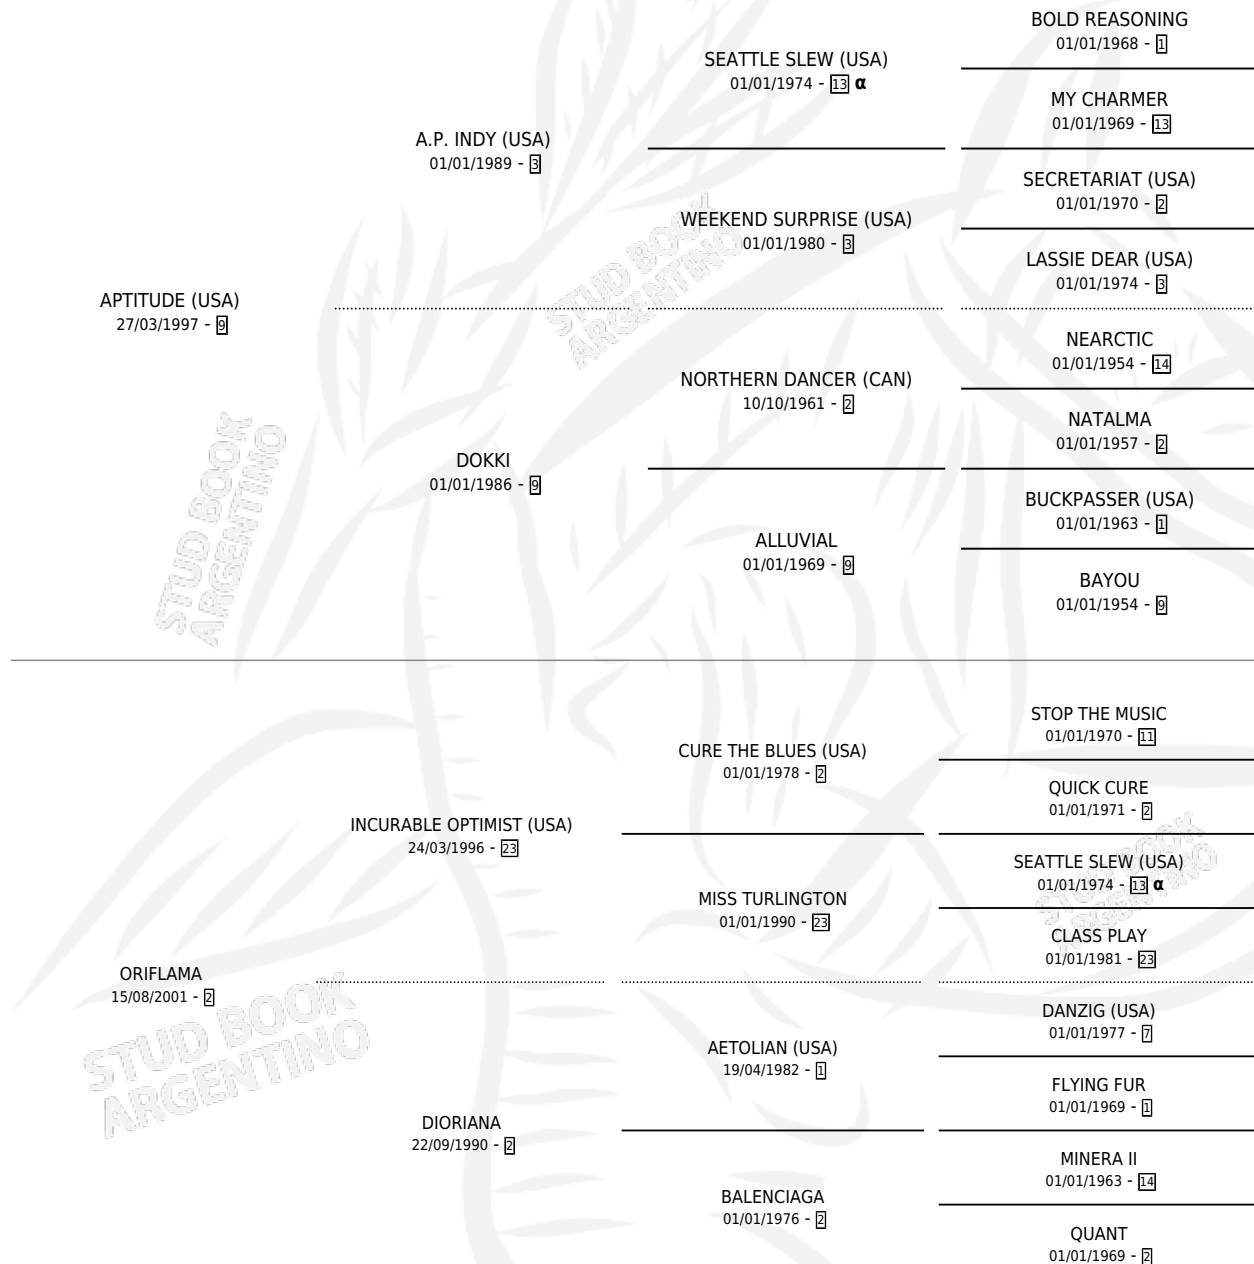 BOLD REASONING
01/01/1968 - 1
SEATTLE SLEW (USA)
01/01/1974 - 13 α
MY CHARMER
01/01/1969 - 13
A.P. INDY (USA)
01/01/1989 - 3
SECRETARIAT (USA)
01/01/1970 - 2
WEEKEND SURPRISE (USA)
01/01/1980 - 3
LASSIE DEAR (USA)
01/01/1974 - 3
APTITUDE (USA)
27/03/1997 - 9
NEARCTIC
01/01/1954 - 14
NORTHERN DANCER (CAN)
10/10/1961 - 2
NATALMA
01/01/1957 - 2
DOKKI
01/01/1986 - 9
BUCKPASSER (USA)
01/01/1963 - 1
ALLUVIAL
01/01/1969 - 9
BAYOU
01/01/1954 - 9
STOP THE MUSIC
01/01/1970 - 11
CURE THE BLUES (USA)
01/01/1978 - 2
QUICK CURE
01/01/1971 - 2
INCURABLE OPTIMIST (USA)
24/03/1996 - 23
SEATTLE SLEW (USA)
01/01/1974 - 13 α
MISS TURLINGTON
01/01/1990 - 23
CLASS PLAY
01/01/1981 - 23
ORIFLAMA
15/08/2001 - 2
DANZIG (USA)
01/01/1977 - 7
AETOLIAN (USA)
19/04/1982 - 1
FLYING FUR
01/01/1969 - 1
DIORIANA
22/09/1990 - 2
MINERA II
01/01/1963 - 14
BALENCIAGA
01/01/1976 - 2
QUANT
01/01/1969 - 2
STUD BOOK
ARGENTINO
STUD BOOK
ARGENTINO
STUD BOOK
ARGENTINO
STUD BOOK
ARGENTINO